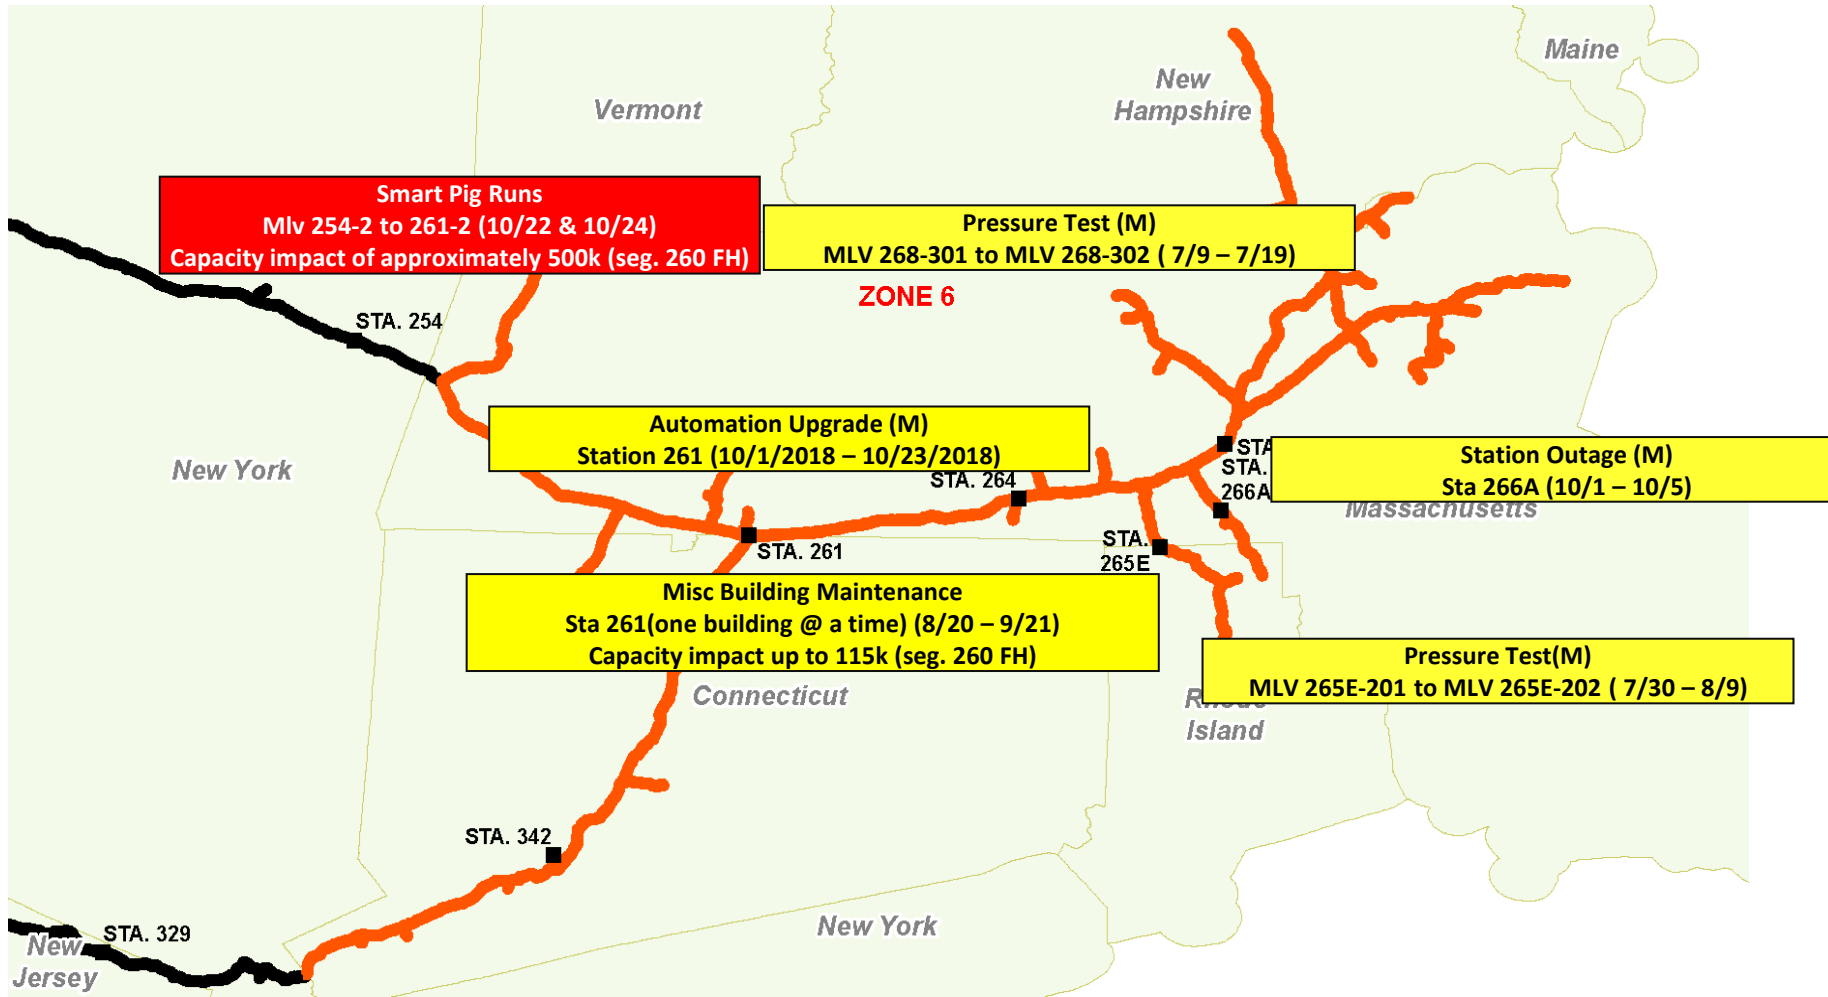 Maine
New
Hampshire
Vermont
Smart Pig Runs
Mlv 254-2 to 261-2 (10/22 & 10/24)
Capacity impact of approximately 500k (seg. 260 FH)
Pressure Test (M)
MLV 268-301 to MLV 268-302 ( 7/9 – 7/19)
ZONE 6
STA. 254
Automation Upgrade (M)
Station 261 (10/1/2018 – 10/23/2018)
New York
STA. 264
STA
STA.
266A
Station Outage (M)
Sta 266A (10/1 – 10/5)
Massachusetts
STA. 261
STA.
265E
Misc Building Maintenance
Sta 261(one building @ a time) (8/20 – 9/21)
Capacity impact up to 115k (seg. 260 FH)
Pressure Test(M)
MLV 265E-201 to MLV 265E-202 ( 7/30 – 8/9)
Connecticut
Rhode
Island
STA. 342
New York
STA. 329
New
Jersey